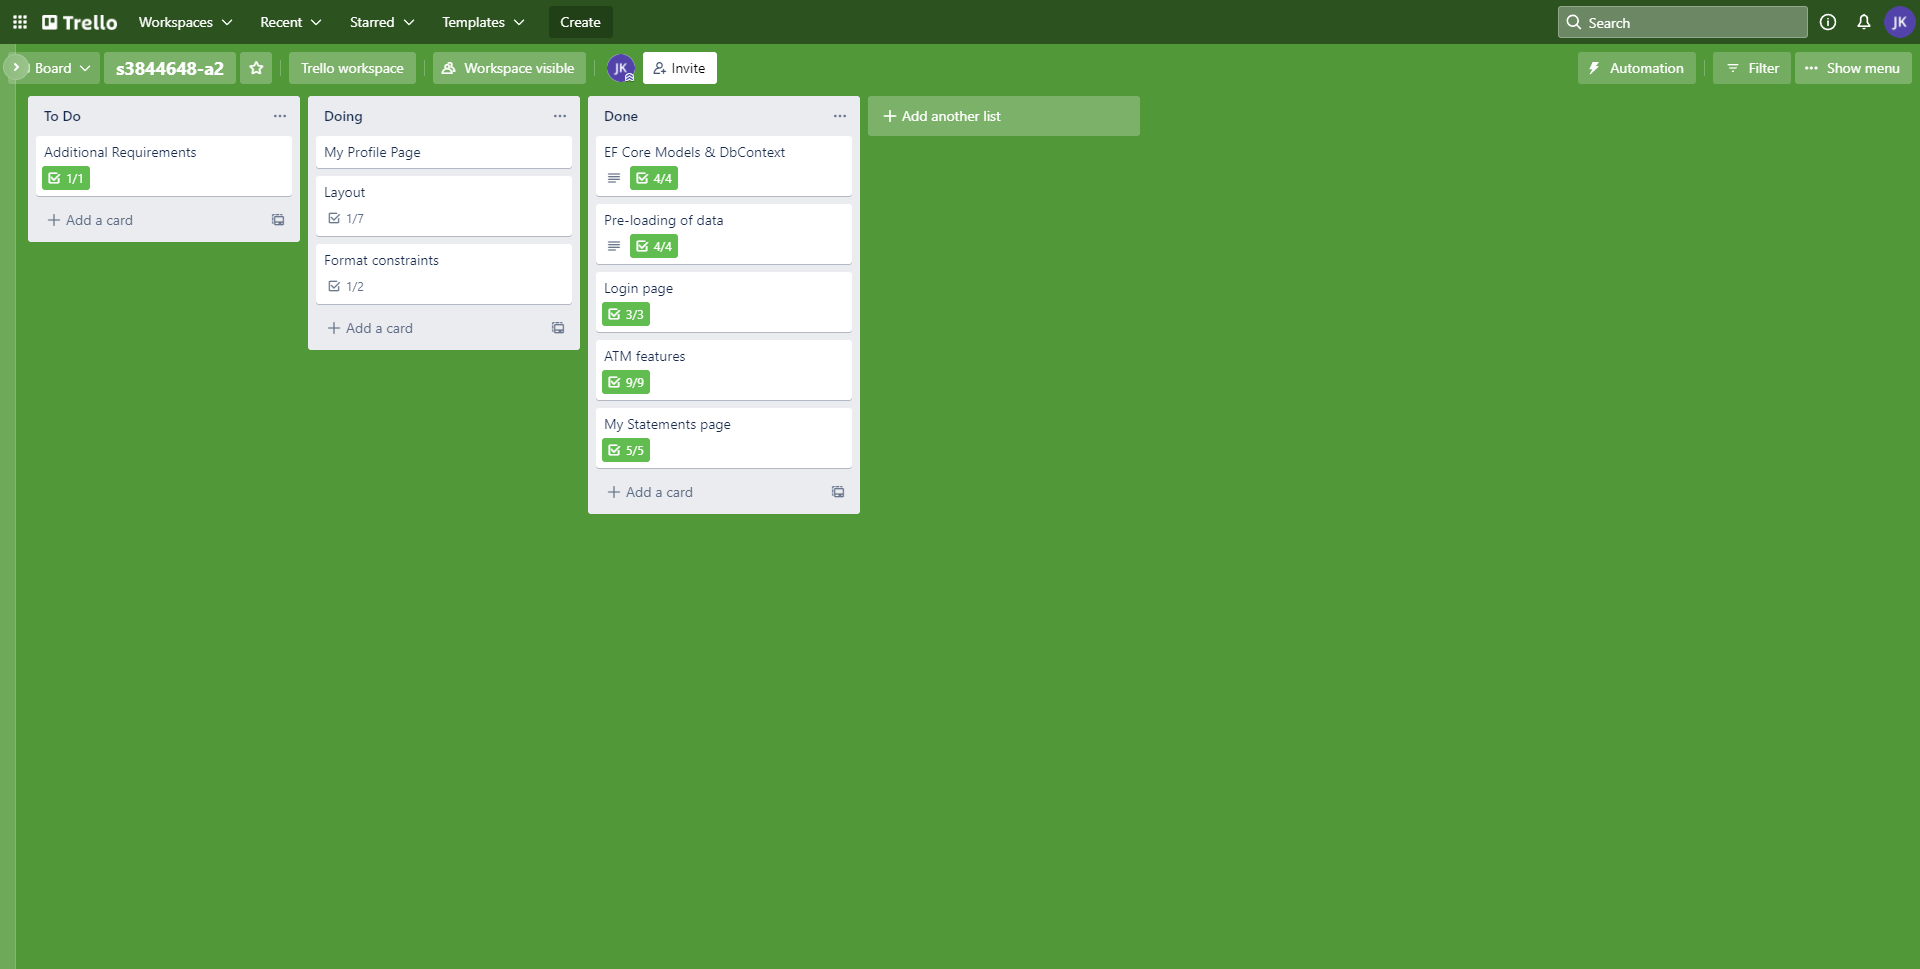 Trello Workspaces Recent Starred Templates Create Search JK
Board s3844648-a2 Trello workspace Workspace visible JK Invite Automation Filter Show menu
To Do
Additional Requirements
1/1
Add a card
Doing
My Profile Page
Layout
1/7
Format constraints
1/2
Add a card
Done
EF Core Models & DbContext
4/4
Pre-loading of data
4/4
Login page
3/3
ATM features
9/9
My Statements page
5/5
Add a card
Add another list